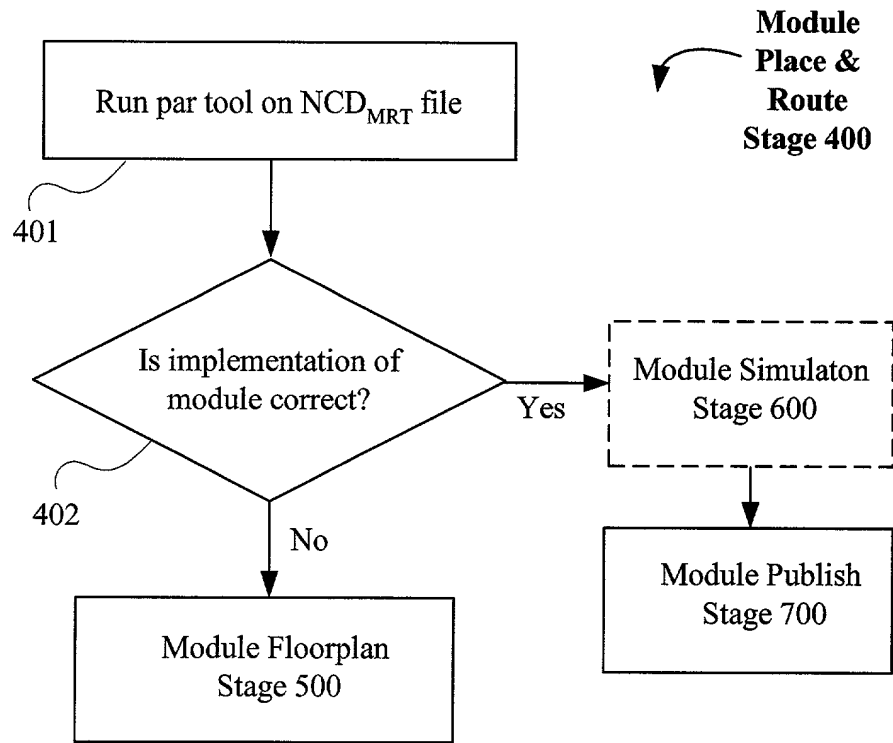 Module
Place &
Route
Stage 400
Run par tool on NCD_MRT file
401
Is implementation of
module correct?
402
Yes
No
Module Simulaton
Stage 600
Module Publish
Stage 700
Module Floorplan
Stage 500